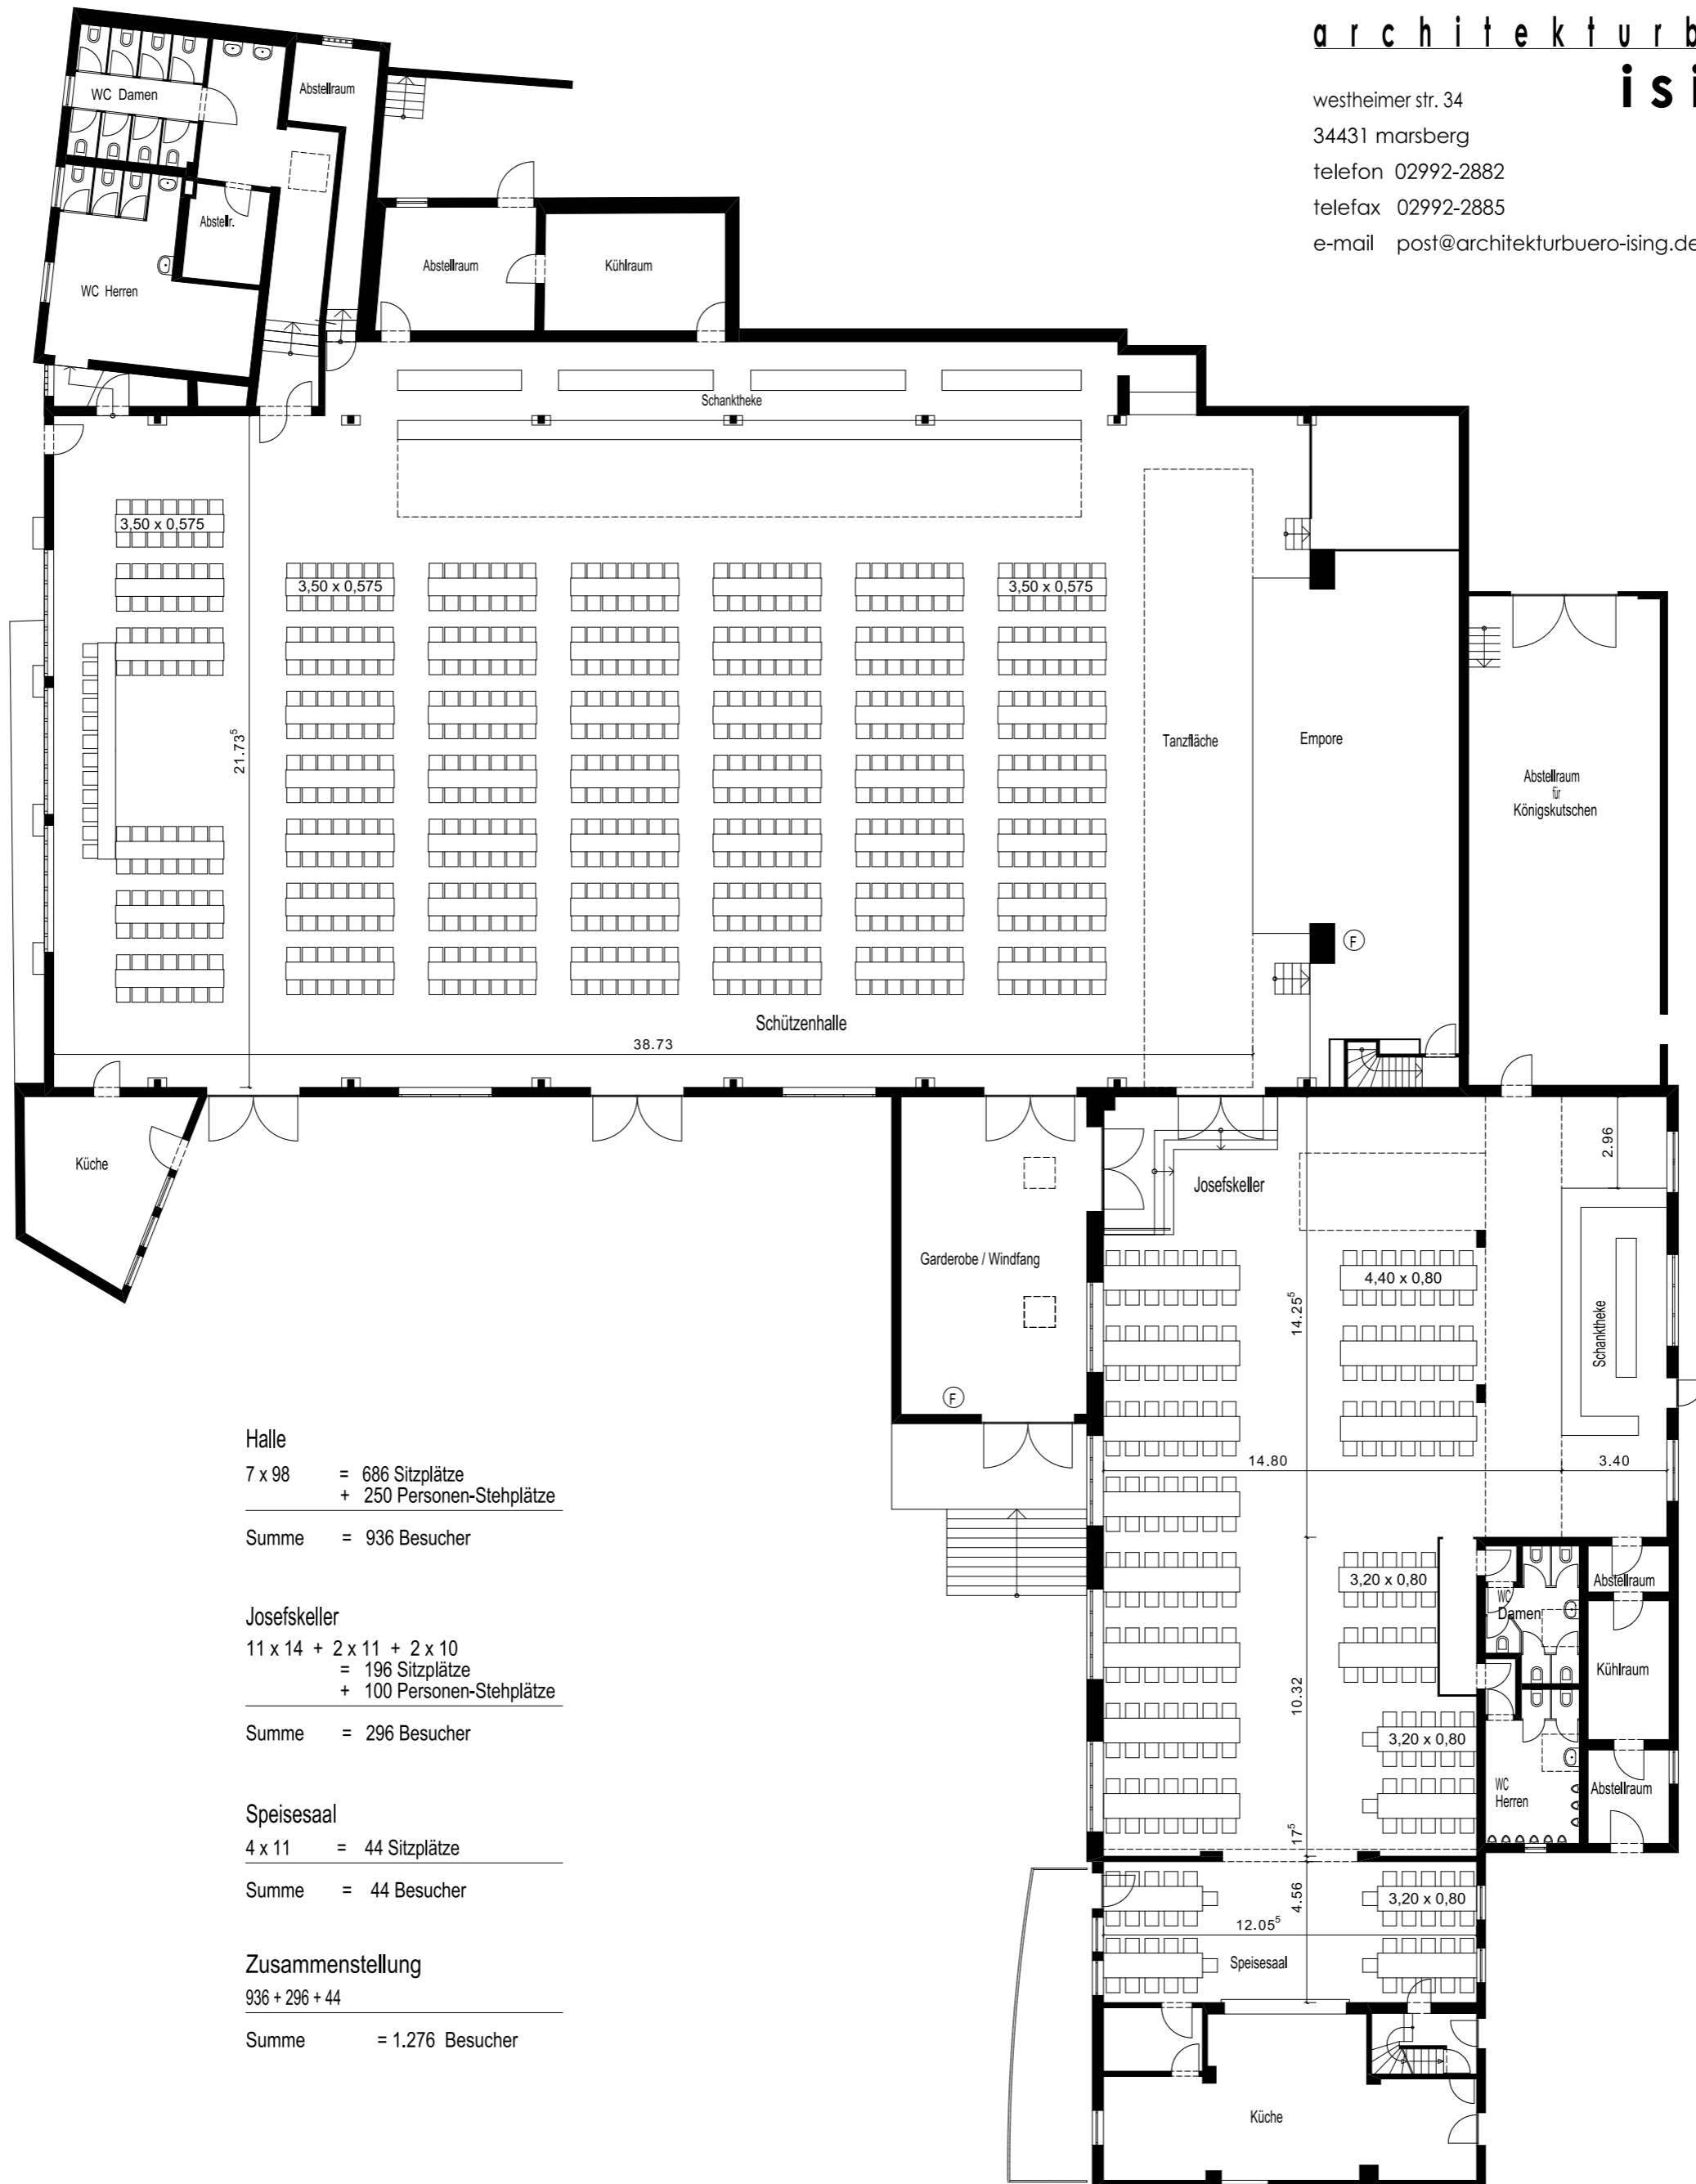 architekturb
isi
westheimer str. 34
34431 marsberg
telefon 02992-2882
telefax 02992-2885
e-mail post@architekturbuero-ising.de
WC Damen
Abstellraum
Abstellr.
WC Herren
Abstellraum
Kühlraum
Schanktheke
3,50 x 0,575
3,50 x 0,575
3,50 x 0,575
21.73⁵
Tanzfläche
Empore
Abstellraum
für
Königskutschen
F
Schützenhalle
38.73
Küche
2.96
Josefskeller
Garderobe / Windfang
4,40 x 0,80
14.25⁵
Schanktheke
F
14.80
3.40
Halle
7 x 98 = 686 Sitzplätze
+ 250 Personen-Stehplätze
Summe = 936 Besucher
3,20 x 0,80
WC
Damen
Abstellraum
Josefskeller
11 x 14 + 2 x 11 + 2 x 10
= 196 Sitzplätze
+ 100 Personen-Stehplätze
Summe = 296 Besucher
Kühlraum
10.32
3,20 x 0,80
WC
Herren
Abstellraum
17⁵
Speisesaal
4 x 11 = 44 Sitzplätze
Summe = 44 Besucher
4.56
3,20 x 0,80
12.05⁵
Speisesaal
Zusammenstellung
936 + 296 + 44
Summe = 1.276 Besucher
Küche